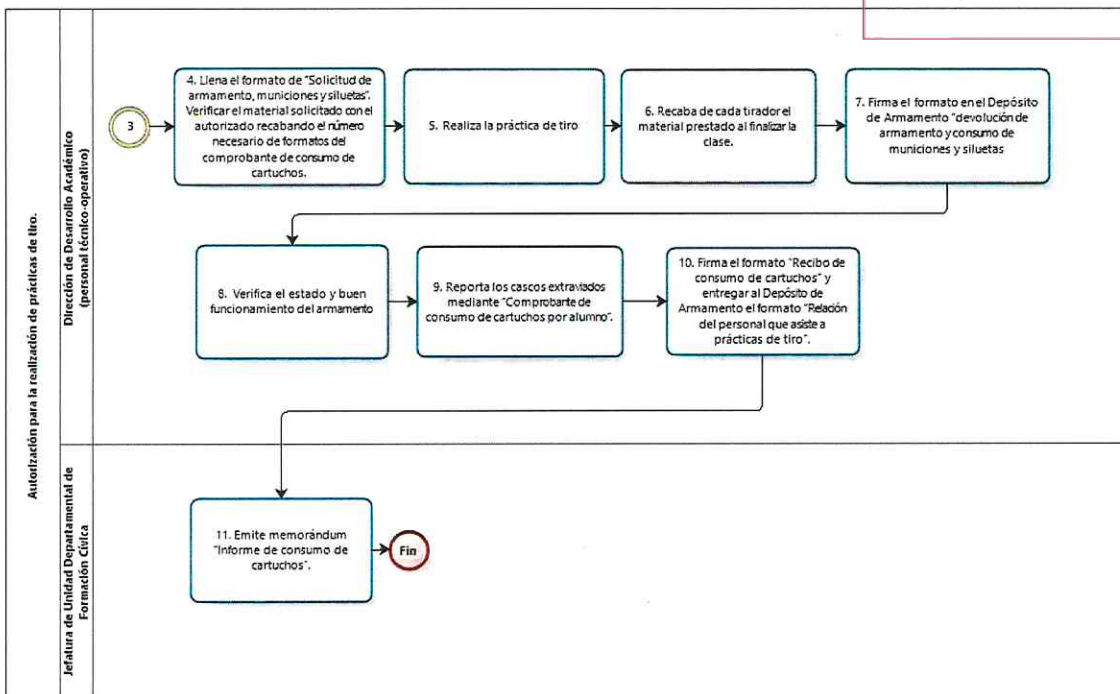 Autorización para la realización de prácticas de tiro.
Dirección de Desarrollo Académico
(personal técnico-operativo)
3
4. Llena el formato de "Solicitud de
armamento, municiones y siluetas".
Verificar el material solicitado con el
autorizado recabando el número
necesario de formatos del
comprobante de consumo de
cartuchos.
5. Realiza la práctica de tiro
6. Recaba de cada tirador el
material prestado al finalizar la
clase.
7. Firma el formato en el Depósito
de Armamento "devolución de
armamento y consumo de
municiones y siluetas
8. Verifica el estado y buen
funcionamiento del armamento
9. Reporta los cascos extraviados
mediante "Comprobante de
consumo de cartuchos por alumno".
10. Firma el formato "Recibo de
consumo de cartuchos" y
entregar al Depósito de
Armamento el formato "Relación
del personal que asiste a
prácticas de tiro".
Jefatura de Unidad Departamental de
Formación Cívica
11. Emite memorándum
"Informe de consumo de
cartuchos".
Fin